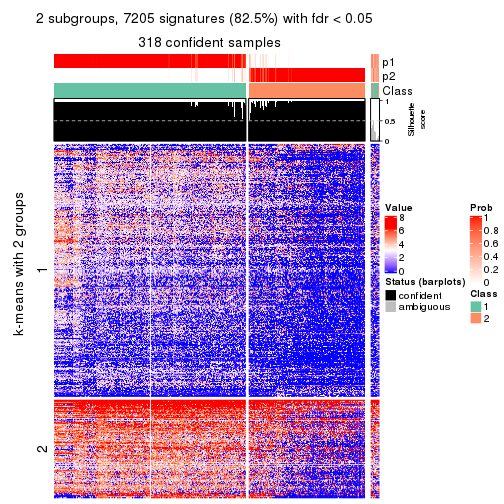 2 subgroups, 7205 signatures (82.5%) with fdr < 0.05
318 confident samples
p1
p2
Class
1
0.5
0
Silhouette
score
k-means with 2 groups
1
2
Value
8
6
4
2
0
Prob
1
0.8
0.6
0.4
0.2
0
Status (barplots)
confident
ambiguous
Class
1
2